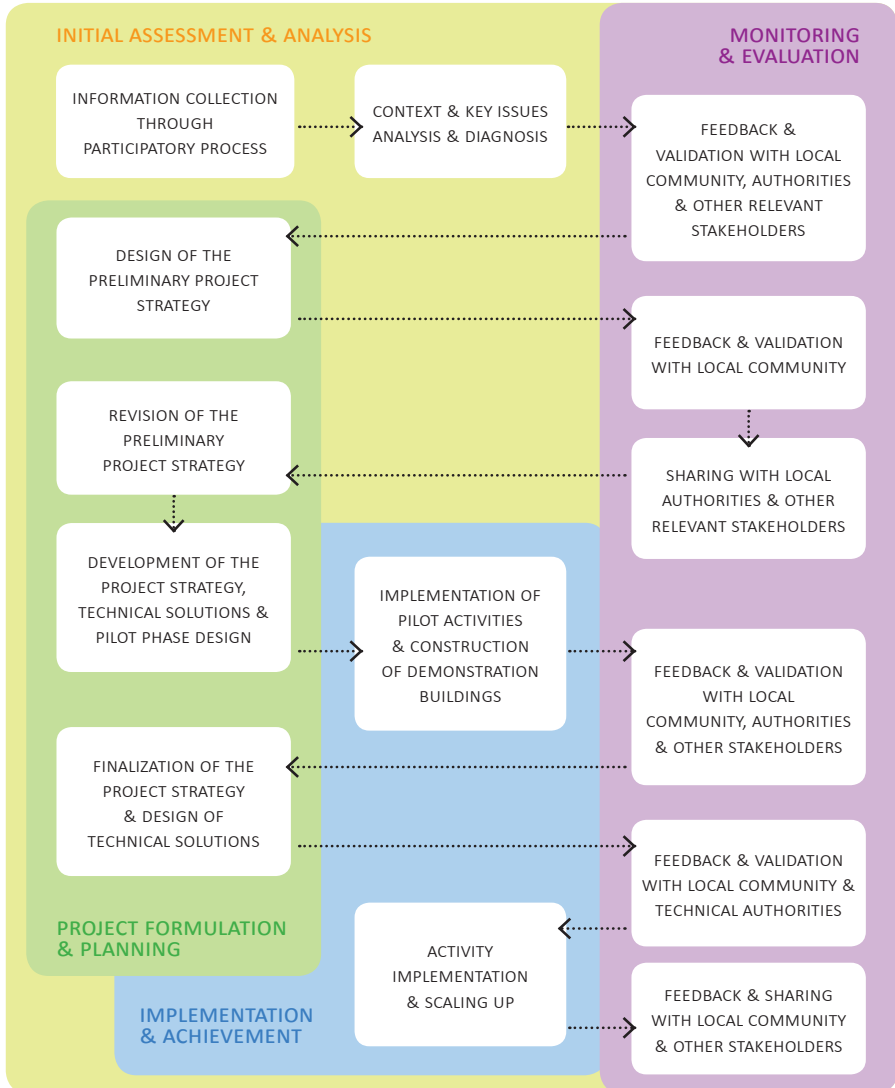 INITIAL ASSESSMENT & ANALYSIS
MONITORING
& EVALUATION
INFORMATION COLLECTION
THROUGH
PARTICIPATORY PROCESS
CONTEXT & KEY ISSUES
ANALYSIS & DIAGNOSIS
FEEDBACK &
VALIDATION WITH LOCAL
COMMUNITY, AUTHORITIES
& OTHER RELEVANT
STAKEHOLDERS
DESIGN OF THE
PRELIMINARY PROJECT
STRATEGY
FEEDBACK & VALIDATION
WITH LOCAL COMMUNITY
SHARING WITH LOCAL
AUTHORITIES & OTHER
RELEVANT STAKEHOLDERS
REVISION OF THE
PRELIMINARY
PROJECT STRATEGY
DEVELOPMENT OF THE
PROJECT STRATEGY,
TECHNICAL SOLUTIONS &
PILOT PHASE DESIGN
IMPLEMENTATION OF
PILOT ACTIVITIES
& CONSTRUCTION
OF DEMONSTRATION
BUILDINGS
FEEDBACK & VALIDATION
WITH LOCAL
COMMUNITY, AUTHORITIES
& OTHER STAKEHOLDERS
FINALIZATION OF THE
PROJECT STRATEGY
& DESIGN OF
TECHNICAL SOLUTIONS
FEEDBACK & VALIDATION
WITH LOCAL COMMUNITY &
TECHNICAL AUTHORITIES
PROJECT FORMULATION
& PLANNING
ACTIVITY
IMPLEMENTATION
& SCALING UP
FEEDBACK & SHARING
WITH LOCAL COMMUNITY
& OTHER STAKEHOLDERS
IMPLEMENTATION
& ACHIEVEMENT